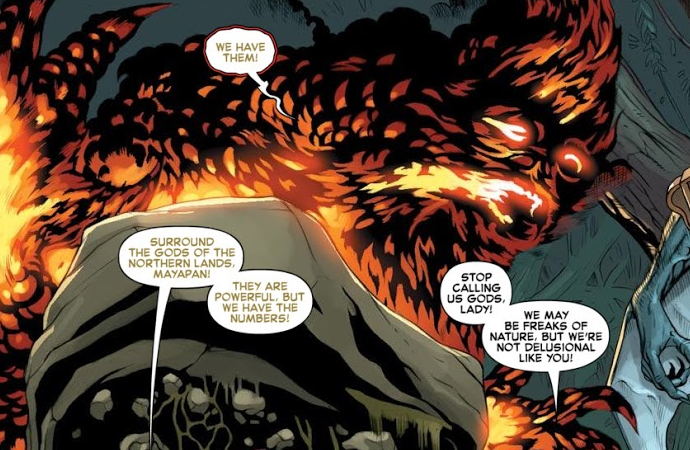 WE HAVE
THEM!
SURROUND
THE GODS OF THE
NORTHERN LANDS,
MAYAPAN!
THEY ARE
POWERFUL, BUT
WE HAVE THE
NUMBERS!
STOP
CALLING
US GODS,
LADY!
WE MAY
BE FREAKS OF
NATURE, BUT WE'RE
NOT DELUSIONAL
LIKE YOU!